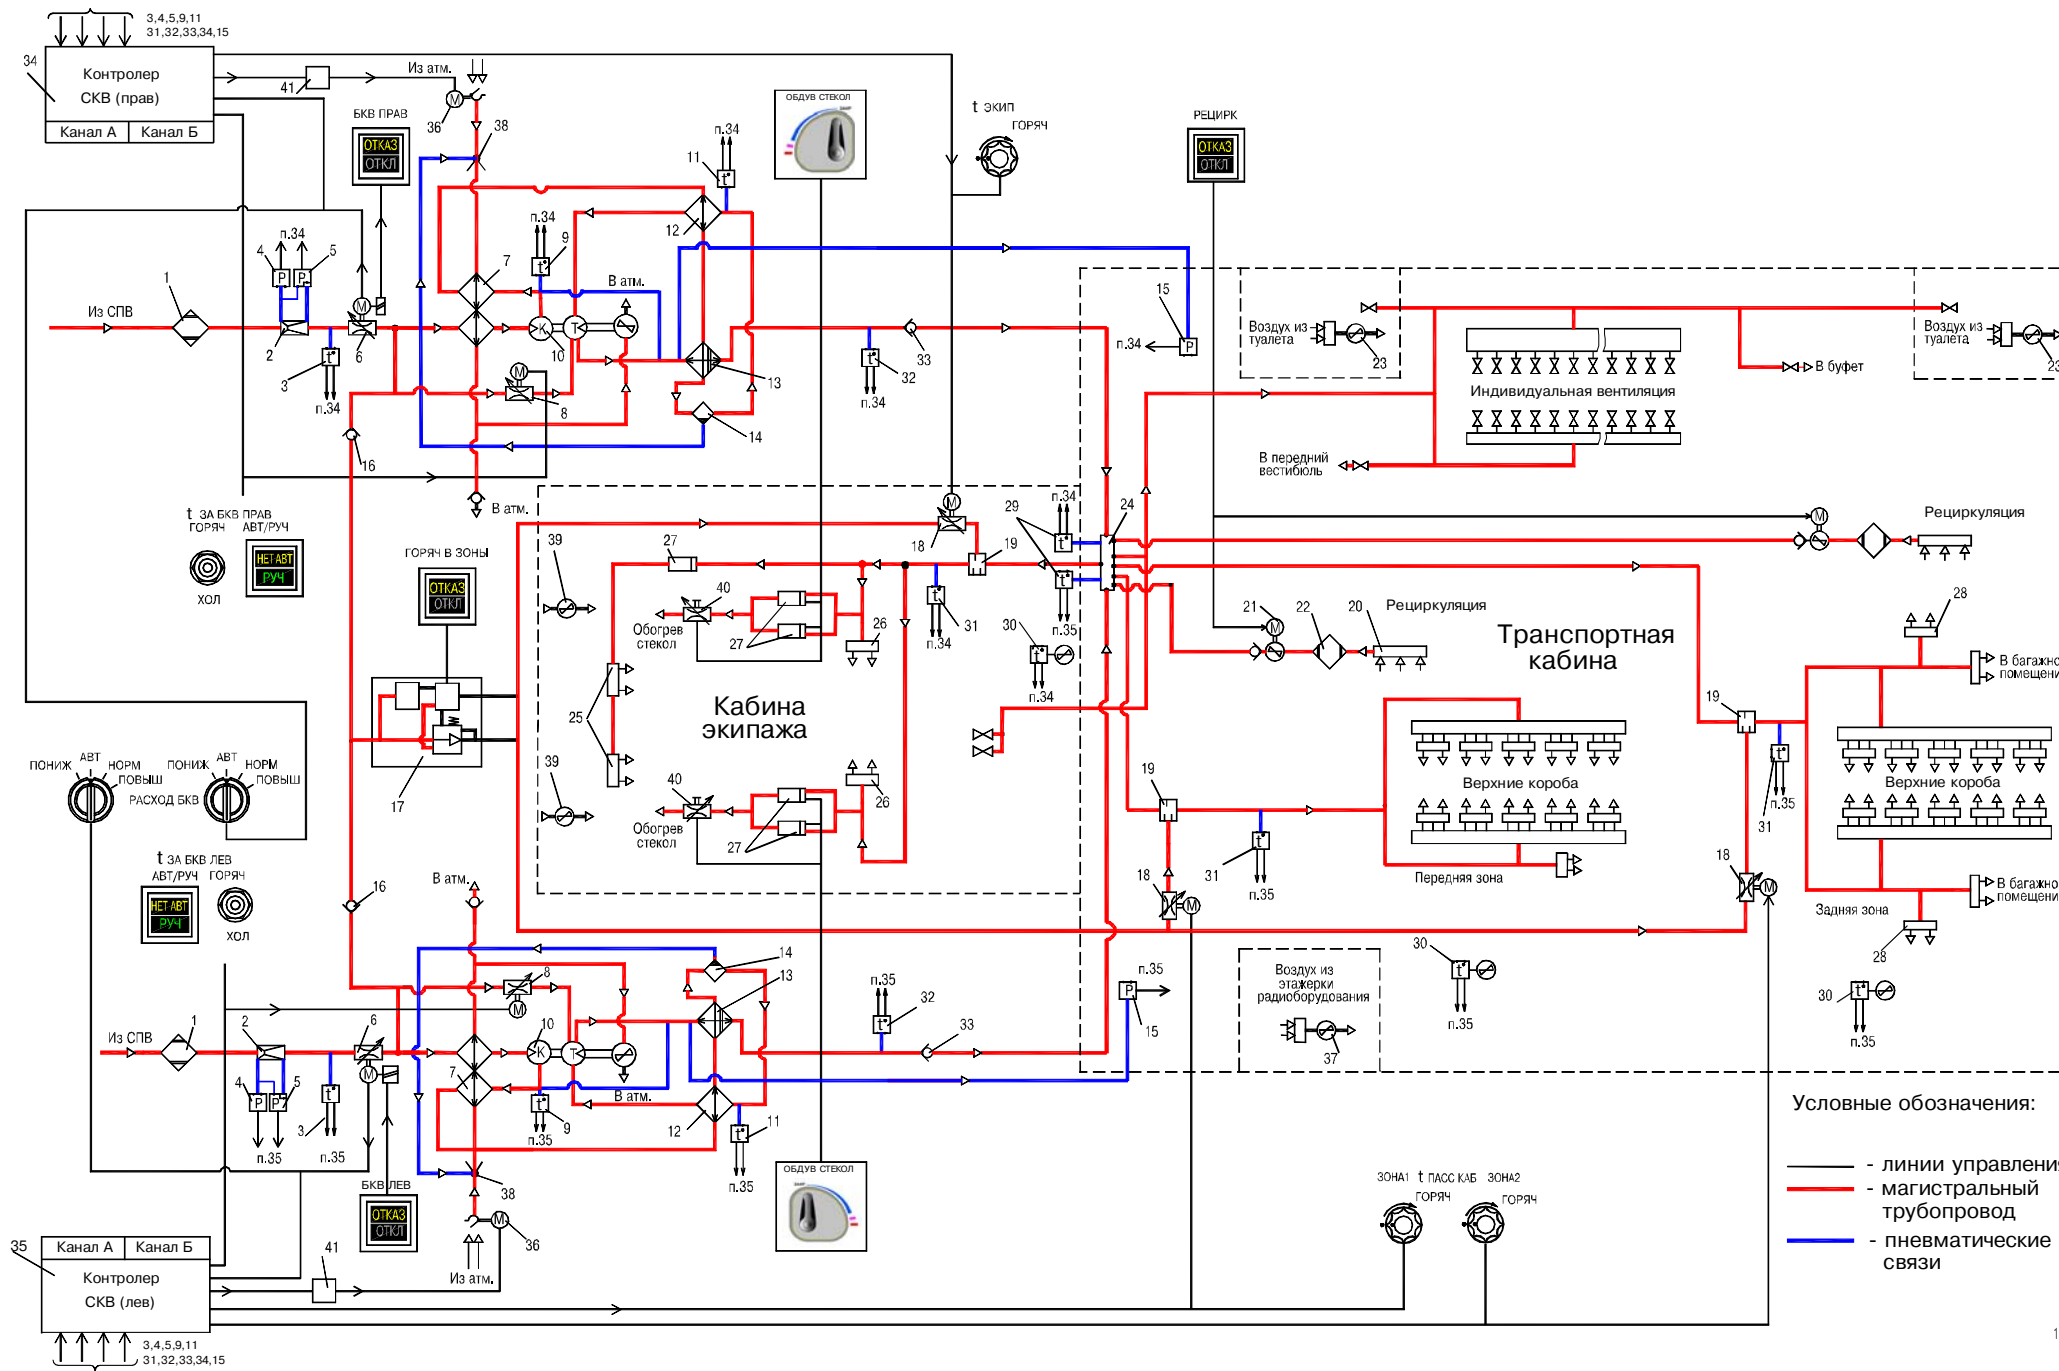 3,4,5,9,11
31,32,33,34,15
34
Контролер
СКВ (прав)
Канал А
Канал Б
41
Из атм.
М
36
38
БКВ ПРАВ
ОТКАЗ
ОТКЛ
ОБДУВ СТЕКОЛ
t ЭКИП
ГОРЯЧ
РЕЦИРК
ОТКАЗ
ОТКЛ
п.34
11
t°
12
п.34
9
t°
7
В атм.
п.34
4
5
P
P
М
1
Из СПВ
2
6
К
Т
10
3
t°
п.34
М
8
13
14
t°
32
п.34
33
15
п.34
P
Воздух из
туалета
23
Индивидуальная вентиляция
В буфет
Воздух из
туалета
23
В передний
вестибюль
16
В атм.
t ЗА БКВ ПРАВ
ГОРЯЧ
АВТ/РУЧ
НЕТ АВТ
РУЧ
ХОЛ
ГОРЯЧ В ЗОНЫ
ОТКАЗ
ОТКЛ
39
27
М
18
19
п.34
29
t°
t°
п.35
24
М
Рециркуляция
40
Обогрев
стекол
27
26
t°
31
п.34
30
t°
п.34
21
М
22
20
Рециркуляция
Транспортная
кабина
28
В багажно
помещени
25
Кабина
экипажа
17
19
31
t°
п.35
Верхние короба
Верхние короба
ПОНИЖ
АВТ
НОРМ
ПОВЫШ
РАСХОД БКВ
ПОНИЖ
АВТ
НОРМ
ПОВЫШ
39
40
Обогрев
стекол
27
26
19
t°
31
п.35
Передняя зона
18
М
18
М
Задняя зона
В багажно
помещени
28
t ЗА БКВ ЛЕВ
АВТ/РУЧ
ГОРЯЧ
НЕТ АВТ
РУЧ
ХОЛ
16
В атм.
8
М
14
13
п.35
32
t°
33
п.35
P
15
Воздух из
этажерки
радиоборудования
37
30
t°
п.35
30
t°
п.35
Из СПВ
1
2
6
10
К
Т
М
7
4
P
P
5
п.35
3
t°
п.35
t°
9
п.35
В атм.
12
t°
11
п.35
38
БКВ ЛЕВ
ОТКАЗ
ОТКЛ
М
36
Из атм.
ОБДУВ СТЕКОЛ
35
Канал А
Канал Б
Контролер
СКВ (лев)
41
3,4,5,9,11
31,32,33,34,15
ЗОНА1
t ПАСС КАБ
ЗОНА2
ГОРЯЧ
ГОРЯЧ
Условные обозначения:
- линии управления
- магистральный
трубопровод
- пневматические
связи
1